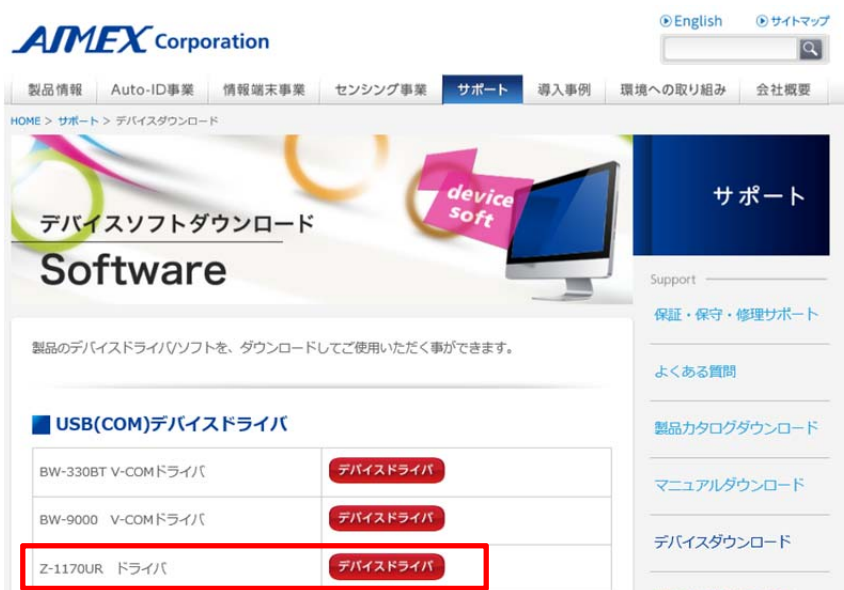 AIMEX Corporation
English サイトマップ
製品情報 Auto-ID事業 情報端末事業 センシング事業 サポート 導入事例 環境への取り組み 会社概要
HOME > サポート > デバイスダウンロード
device
soft
デバイスソフトダウンロード
Software
サポート
Support
保証・保守・修理サポート
よくある質問
製品カタログダウンロード
マニュアルダウンロード
デバイスダウンロード
製品のデバイスドライバ/ソフトを、ダウンロードしてご使用いただく事ができます。
USB(COM)デバイスドライバ
BW-330BT V-COMドライバ デバイスドライバ
BW-9000 V-COMドライバ デバイスドライバ
Z-1170UR ドライバ デバイスドライバ